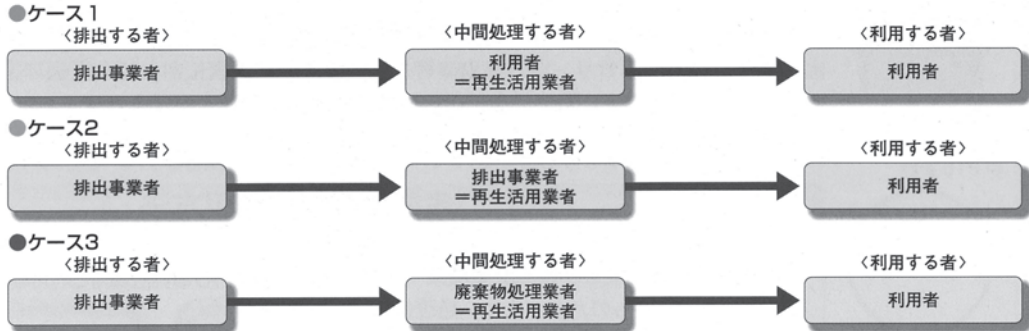 ●ケース1
〈排出する者〉
〈中間処理する者〉
〈利用する者〉
排出事業者
利用者
＝再生活用業者
利用者
●ケース2
〈排出する者〉
〈中間処理する者〉
〈利用する者〉
排出事業者
排出事業者
＝再生活用業者
利用者
●ケース3
〈排出する者〉
〈中間処理する者〉
〈利用する者〉
排出事業者
廃棄物処理業者
＝再生活用業者
利用者